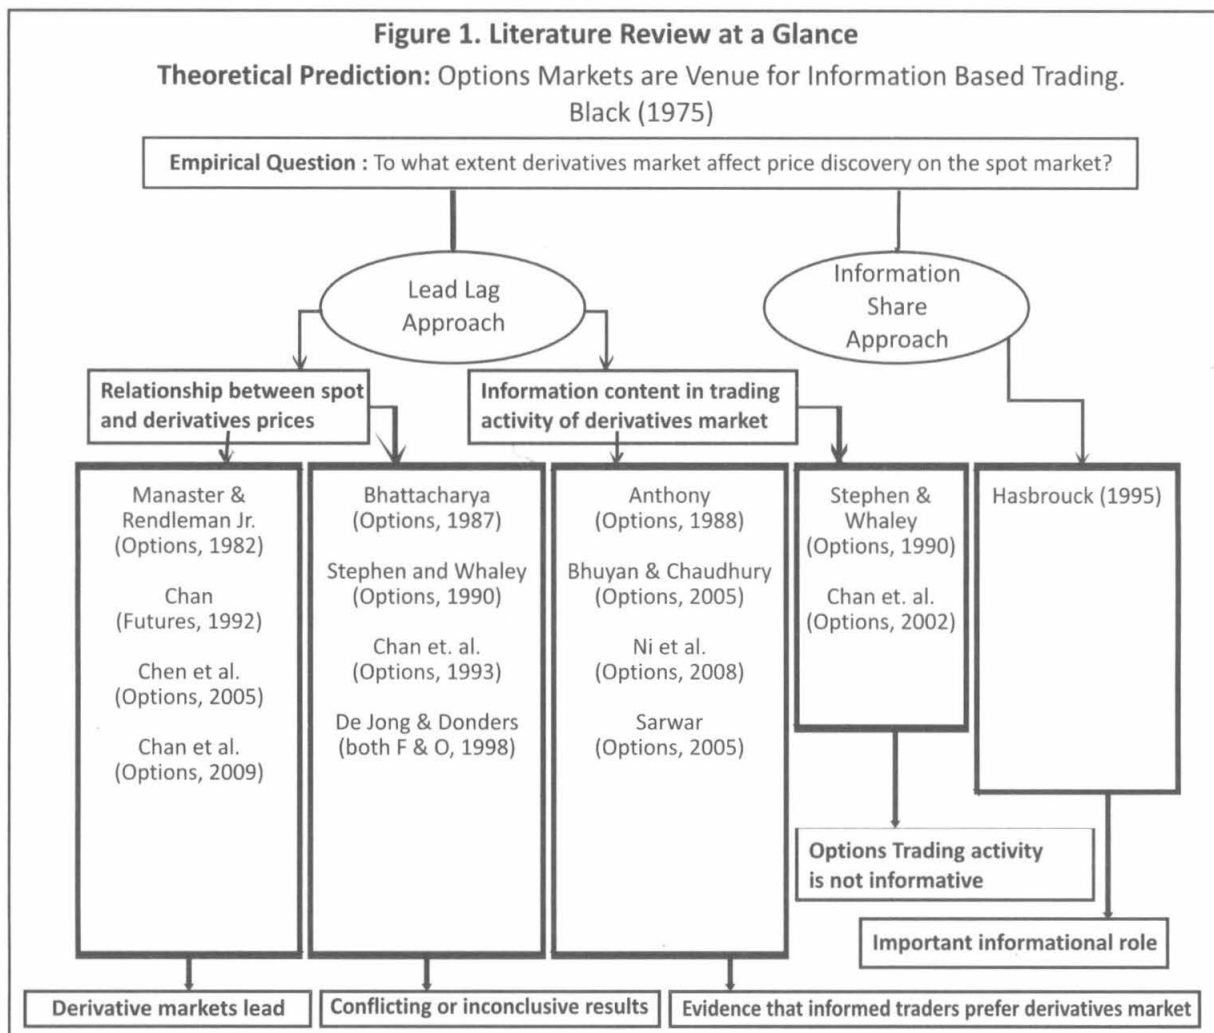 Figure 1. Literature Review at a Glance
Theoretical Prediction: Options Markets are Venue for Information Based Trading.
Black (1975)
Empirical Question : To what extent derivatives market affect price discovery on the spot market?
Lead Lag
Approach
Information
Share
Approach
Relationship between spot
and derivatives prices
Information content in trading
activity of derivatives market
Manaster &
Rendleman Jr.
(Options, 1982)
Chan
(Futures, 1992)
Chen et al.
(Options, 2005)
Chan et al.
(Options, 2009)
Bhattacharya
(Options, 1987)
Stephen and Whaley
(Options, 1990)
Chan et. al.
(Options, 1993)
De Jong & Donders
(both F & O, 1998)
Anthony
(Options, 1988)
Bhuyan & Chaudhury
(Options, 2005)
Ni et al.
(Options, 2008)
Sarwar
(Options, 2005)
Stephen &
Whaley
(Options, 1990)
Chan et. al.
(Options, 2002)
Hasbrouck (1995)
Options Trading activity
is not informative
Important informational role
Derivative markets lead
Conflicting or inconclusive results
Evidence that informed traders prefer derivatives market